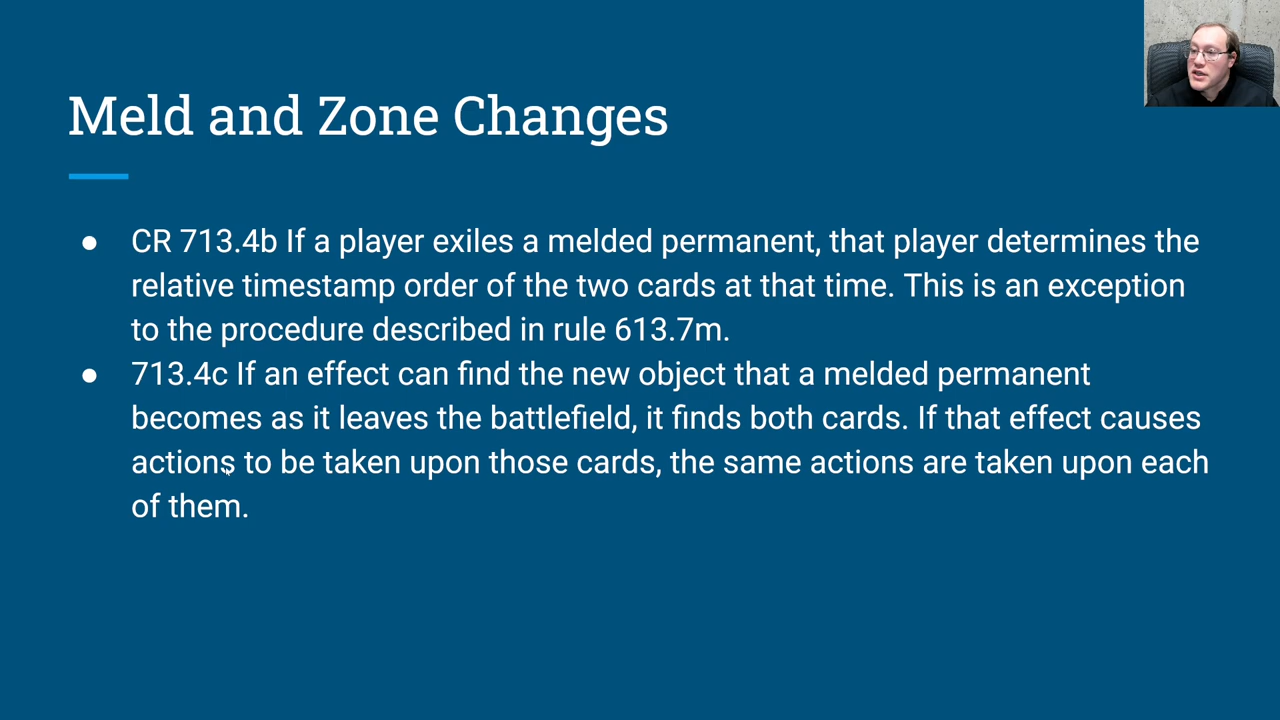 Meld and Zone Changes
● CR 713.4b If a player exiles a melded permanent, that player determines the
relative timestamp order of the two cards at that time. This is an exception
to the procedure described in rule 613.7m.
● 713.4c If an effect can find the new object that a melded permanent
becomes as it leaves the battlefield, it finds both cards. If that effect causes
actions to be taken upon those cards, the same actions are taken upon each
of them.